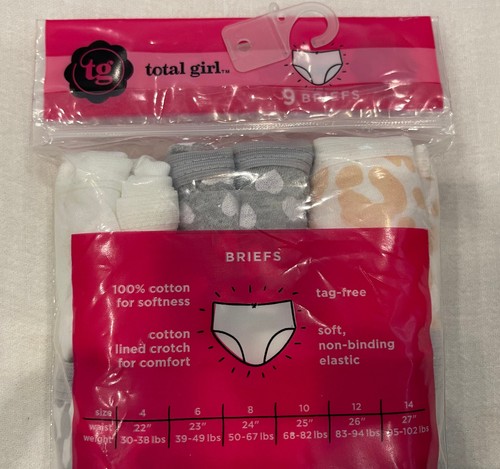 tg total girl™
9 BRIEFS
BRIEFS
100% cotton
for softness
tag-free
cotton
lined crotch
for comfort
soft,
non-binding
elastic
size 4 6 8 10 12 14
waist 22" 23" 24" 25" 26" 27"
weight 30-38 lbs 39-49 lbs 50-67 lbs 68-82 lbs 83-94 lbs 95-102 lbs